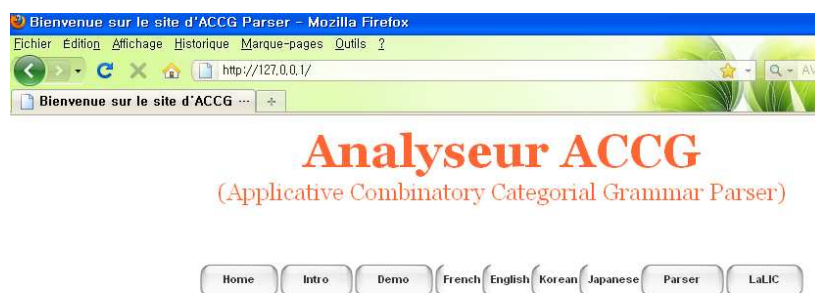 Bienvenue sur le site d'ACCG Parser - Mozilla Firefox
Fichier Édition Affichage Historique Marque-pages Outils ?
http://127.0.0.1/
AV
Bienvenue sur le site d'ACCG ...
Analyseur ACCG
(Applicative Combinatory Categorial Grammar Parser)
Home Intro Demo French English Korean Japanese Parser LaLIC